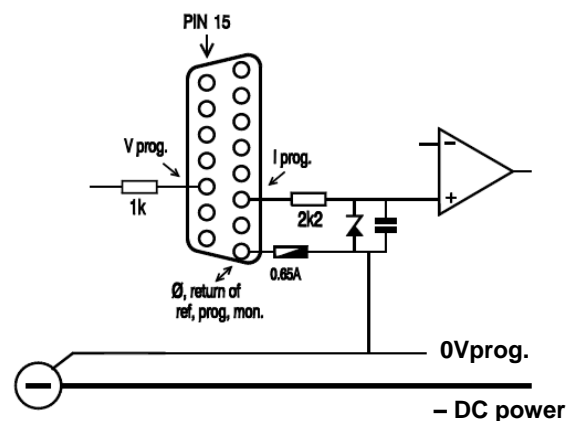 PIN 15
V prog.
I prog.
1k
2k2
0.65A
Ø, return of
ref, prog, mon.
0Vprog.
– DC power